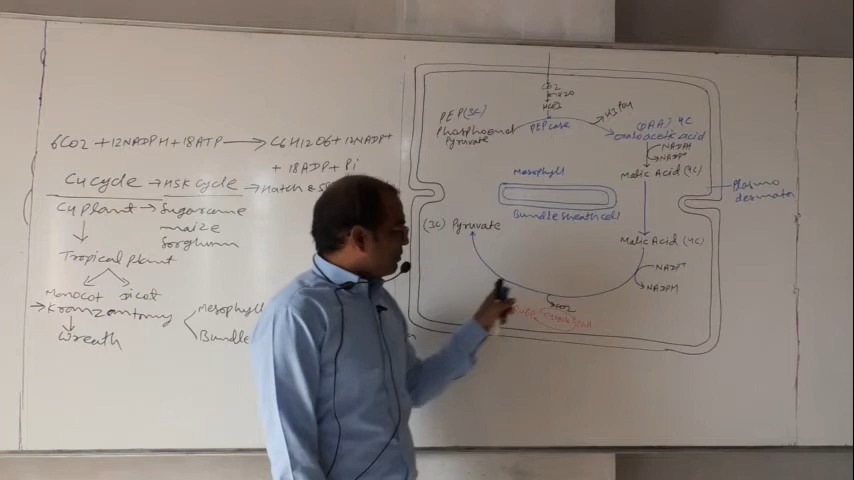 6CO2 + 12NADPH + 18ATP → C6H12O6 + 12NADP+
+ 18ADP + Pi
C4 cycle → HSK cycle → Hatch &
C4 Plant → Sugarcane
maize
Sorghum
Tropical plant
Monocot dicot
→ Kranz anatomy
Mesophyll
Bundle
Wreath
CO2
H2O
HCO3
PEP (3C)
Phosphoenol
Pyruvate
PEP case
H3PO4
(OAA) 4C
oxaloacetic acid
NADPH
NADP+
Malic Acid (4C)
Mesophyll
Bundle sheath cell
Plasmo
desmata
(3C) Pyruvate
Malic Acid (4C)
NADP+
NADPH
CO2